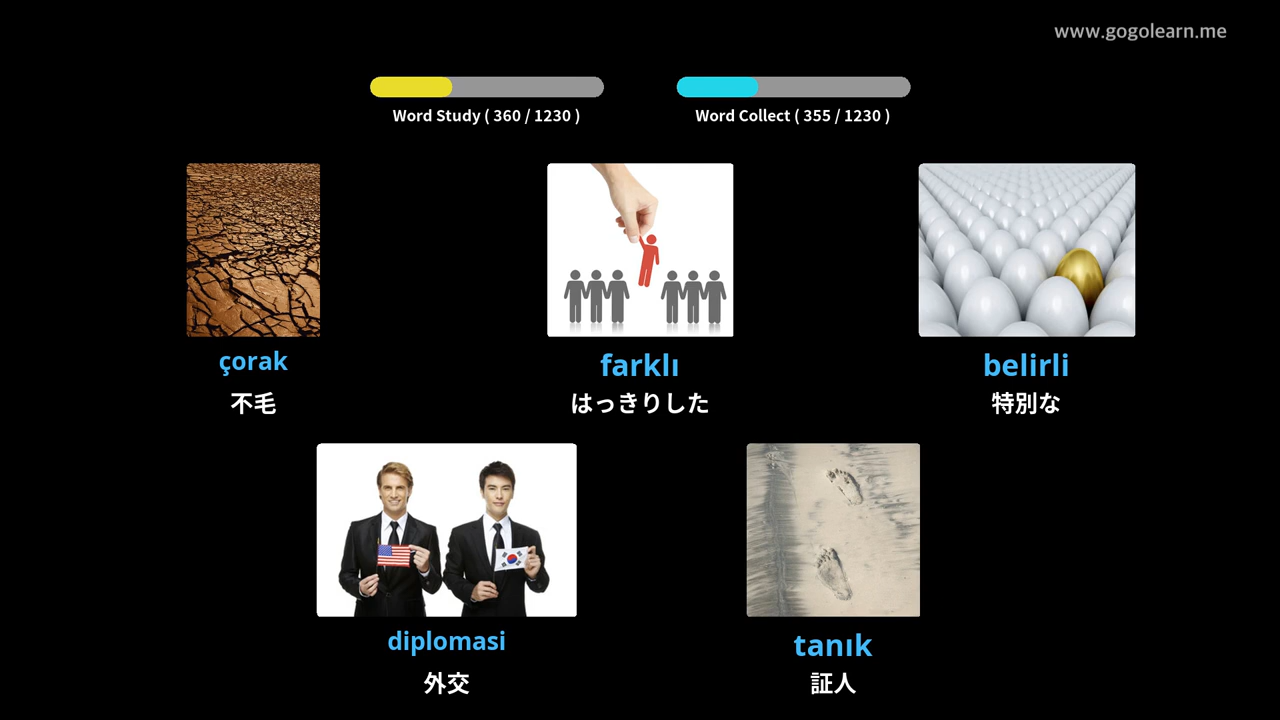 www.gogolearn.me
Word Study ( 360 / 1230 )
Word Collect ( 355 / 1230 )
çorak
不毛
farklı
はっきりした
belirli
特別な
diplomasi
外交
tanık
証人